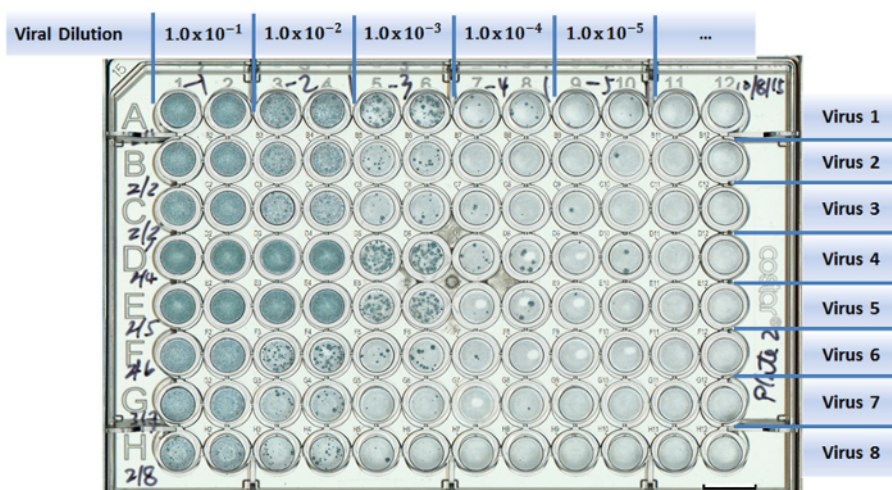 Viral Dilution 1.0 x 10⁻¹ 1.0 x 10⁻² 1.0 x 10⁻³ 1.0 x 10⁻⁴ 1.0 x 10⁻⁵ ...
15
1 2 3 4 5 6 7 8 9 10 11 12
-1 -2 -3 -4 -5 10/8/15
A Virus 1
B Virus 2
2/2
C Virus 3
2/3
D Virus 4
E Virus 5
2/5
F Virus 6
G Virus 7
2/7
H Virus 8
2/8
costar
Plate 2